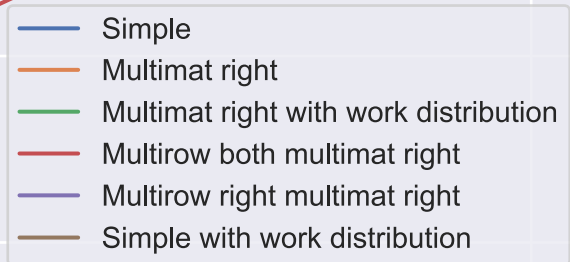 Simple
Multimat right
Multimat right with work distribution
Multirow both multimat right
Multirow right multimat right
Simple with work distribution